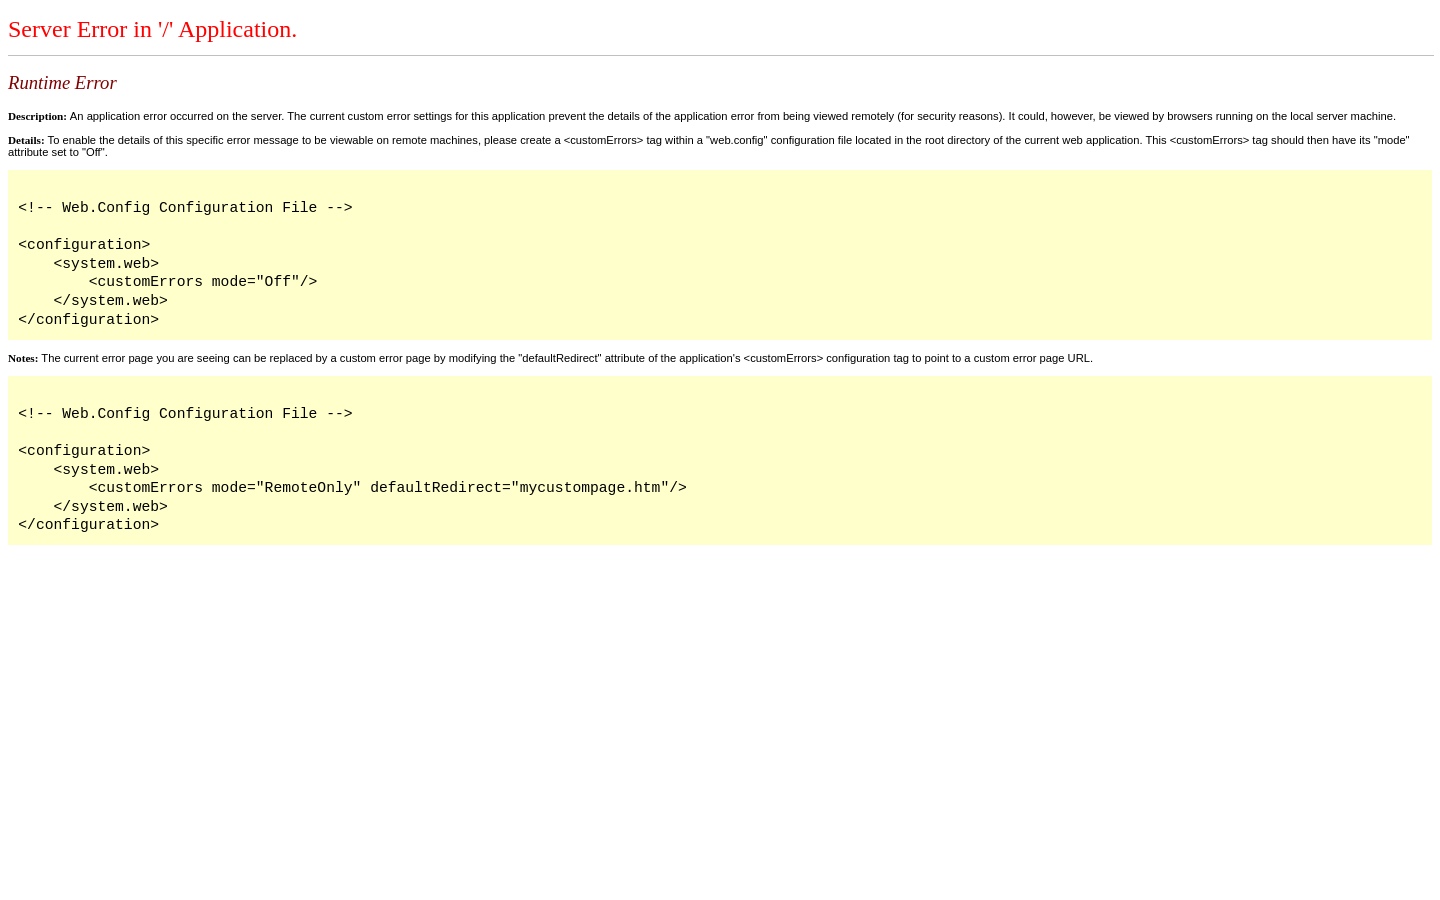 Server Error in '/' Application.
Runtime Error
Description: An application error occurred on the server. The current custom error settings for this application prevent the details of the application error from being viewed remotely (for security reasons). It could, however, be viewed by browsers running on the local server machine.
Details: To enable the details of this specific error message to be viewable on remote machines, please create a <customErrors> tag within a "web.config" configuration file located in the root directory of the current web application. This <customErrors> tag should then have its "mode"
attribute set to "Off".
<!-- Web.Config Configuration File -->
<configuration>
    <system.web>
        <customErrors mode="Off"/>
    </system.web>
</configuration>
Notes: The current error page you are seeing can be replaced by a custom error page by modifying the "defaultRedirect" attribute of the application's <customErrors> configuration tag to point to a custom error page URL.
<!-- Web.Config Configuration File -->
<configuration>
    <system.web>
        <customErrors mode="RemoteOnly" defaultRedirect="mycustompage.htm"/>
    </system.web>
</configuration>